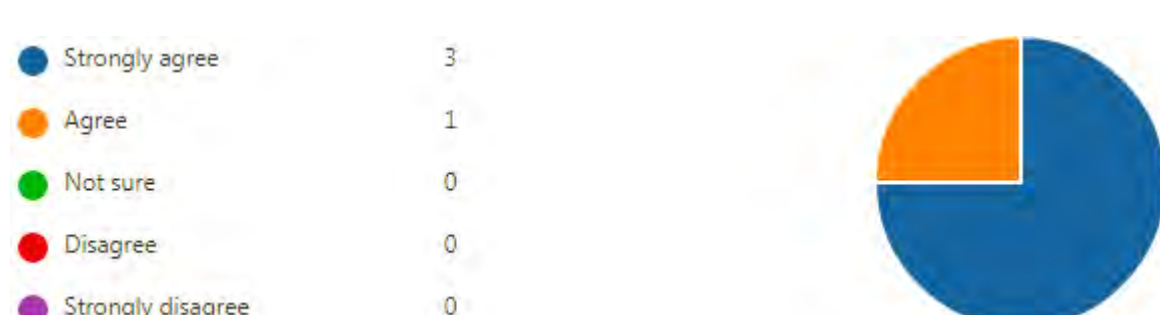 Strongly agree 3
Agree 1
Not sure 0
Disagree 0
Strongly disagree 0